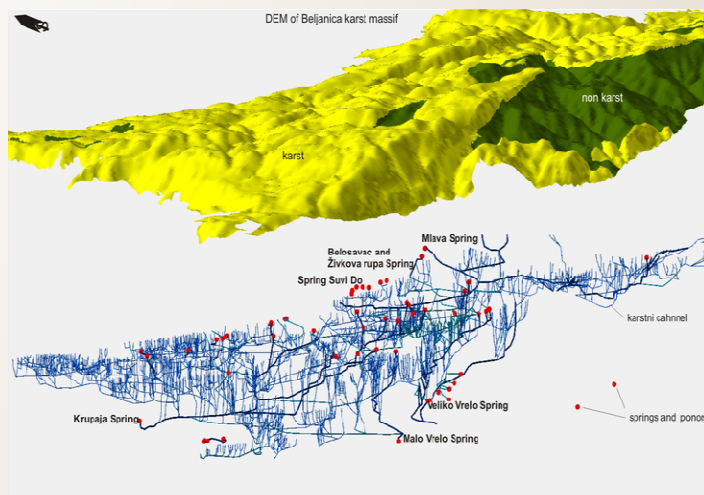 DEM of Beljanica karst massif
non karst
karst
Mlava Spring
Belosavac and
Živkova rupa Spring
Spring Suvi Do
karstni cahnnel
Krupaja Spring
Veliko Vrelo Spring
springs and ponor
Malo Vrelo Spring